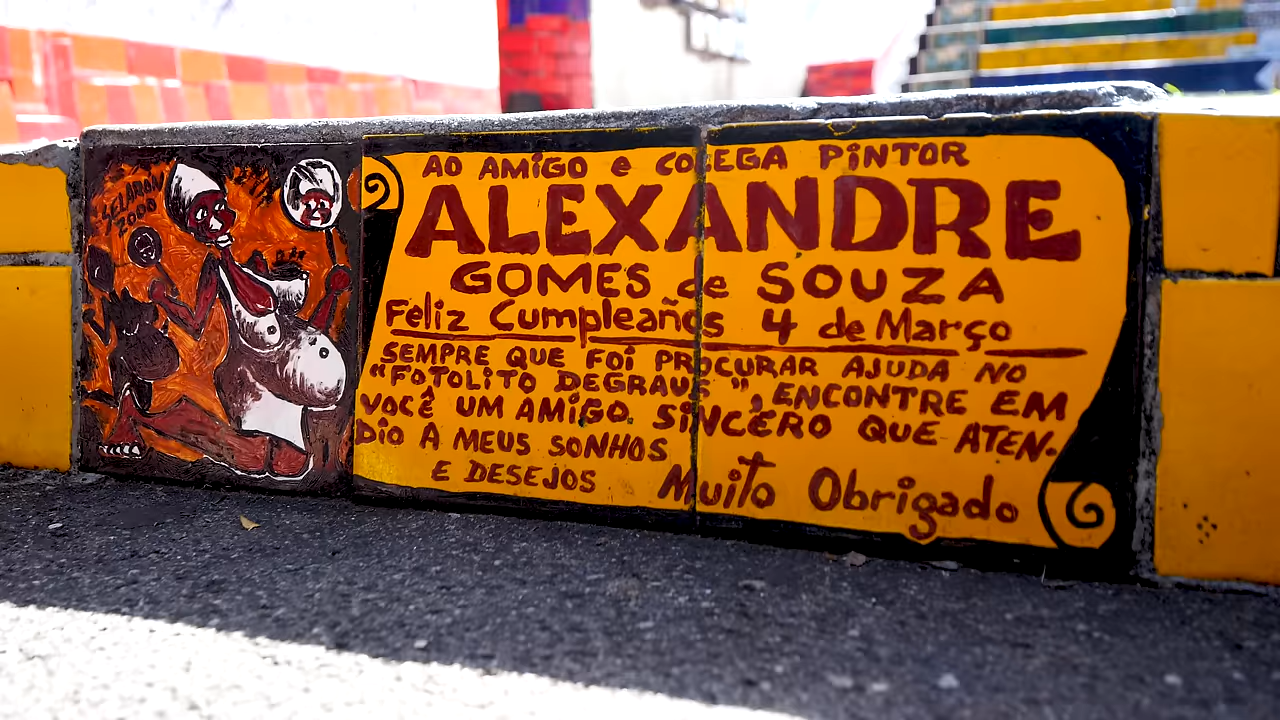 SELARON
2000
AO AMiGO e COLEGA PiNTOR
ALEXANDRE
GOMES de SOUZA
Feliz Cumpleaños 4 de Março
SEMPRE QUE FOi PROCURAR AJUDA NO
"FOTOLiTO DEGRAUS", ENCONTRE EM
VOCÊ UM AMiGO SiNCERO QUE ATEN-
DiO A MEUS SONHOS
E DESEJOS Muito Obrigado